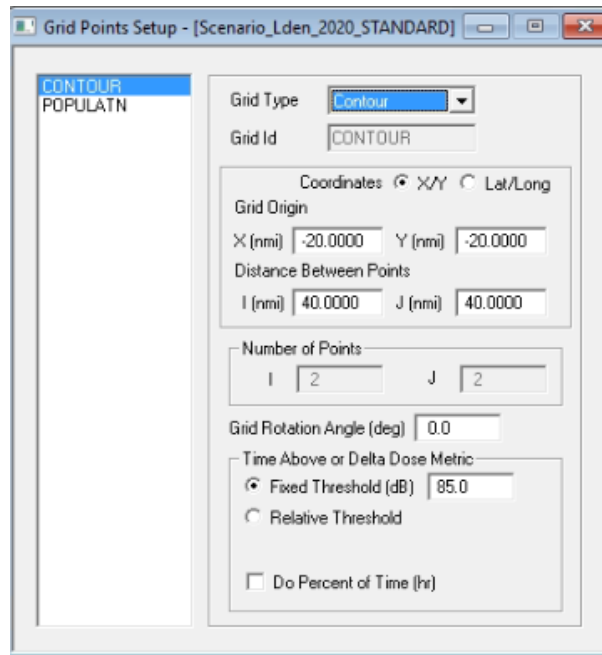 Grid Points Setup - [Scenario_Lden_2020_STANDARD]
CONTOUR
POPULATN
Grid Type Contour
Grid Id CONTOUR
Coordinates X/Y Lat/Long
Grid Origin
X (nmi) -20.0000 Y (nmi) -20.0000
Distance Between Points
I (nmi) 40.0000 J (nmi) 40.0000
Number of Points
I 2 J 2
Grid Rotation Angle (deg) 0.0
Time Above or Delta Dose Metric
Fixed Threshold (dB) 85.0
Relative Threshold
Do Percent of Time (hr)